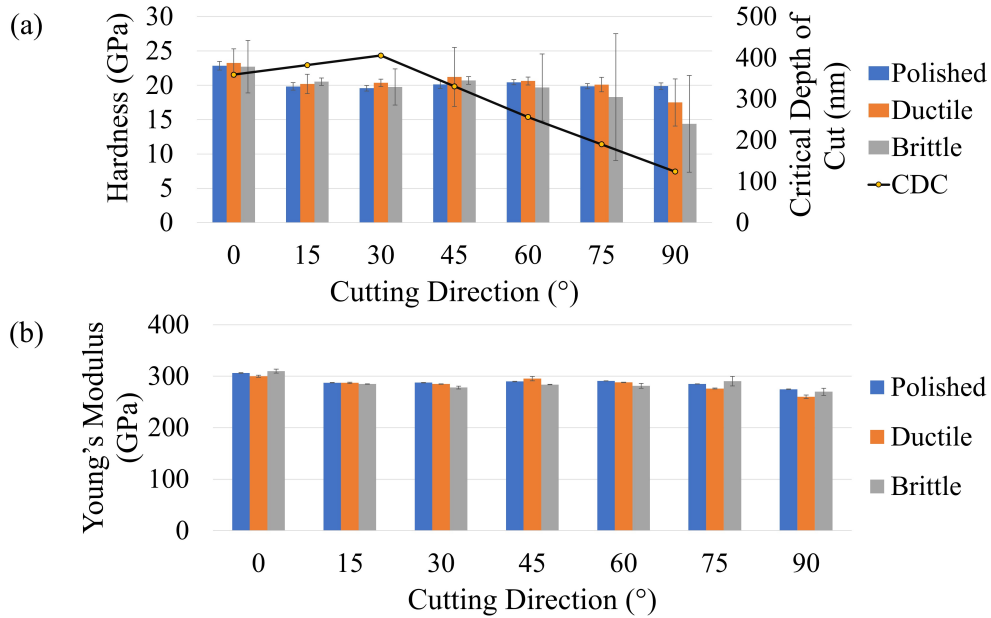 (a)
Hardness (GPa)
30
25
20
15
10
5
0
0 15 30 45 60 75 90
Cutting Direction (°)
500
400
300
200
100
0
Critical Depth of
Cut (nm)
Polished
Ductile
Brittle
CDC
(b)
Young’s Modulus
(GPa)
400
300
200
100
0
0 15 30 45 60 75 90
Cutting Direction (°)
Polished
Ductile
Brittle